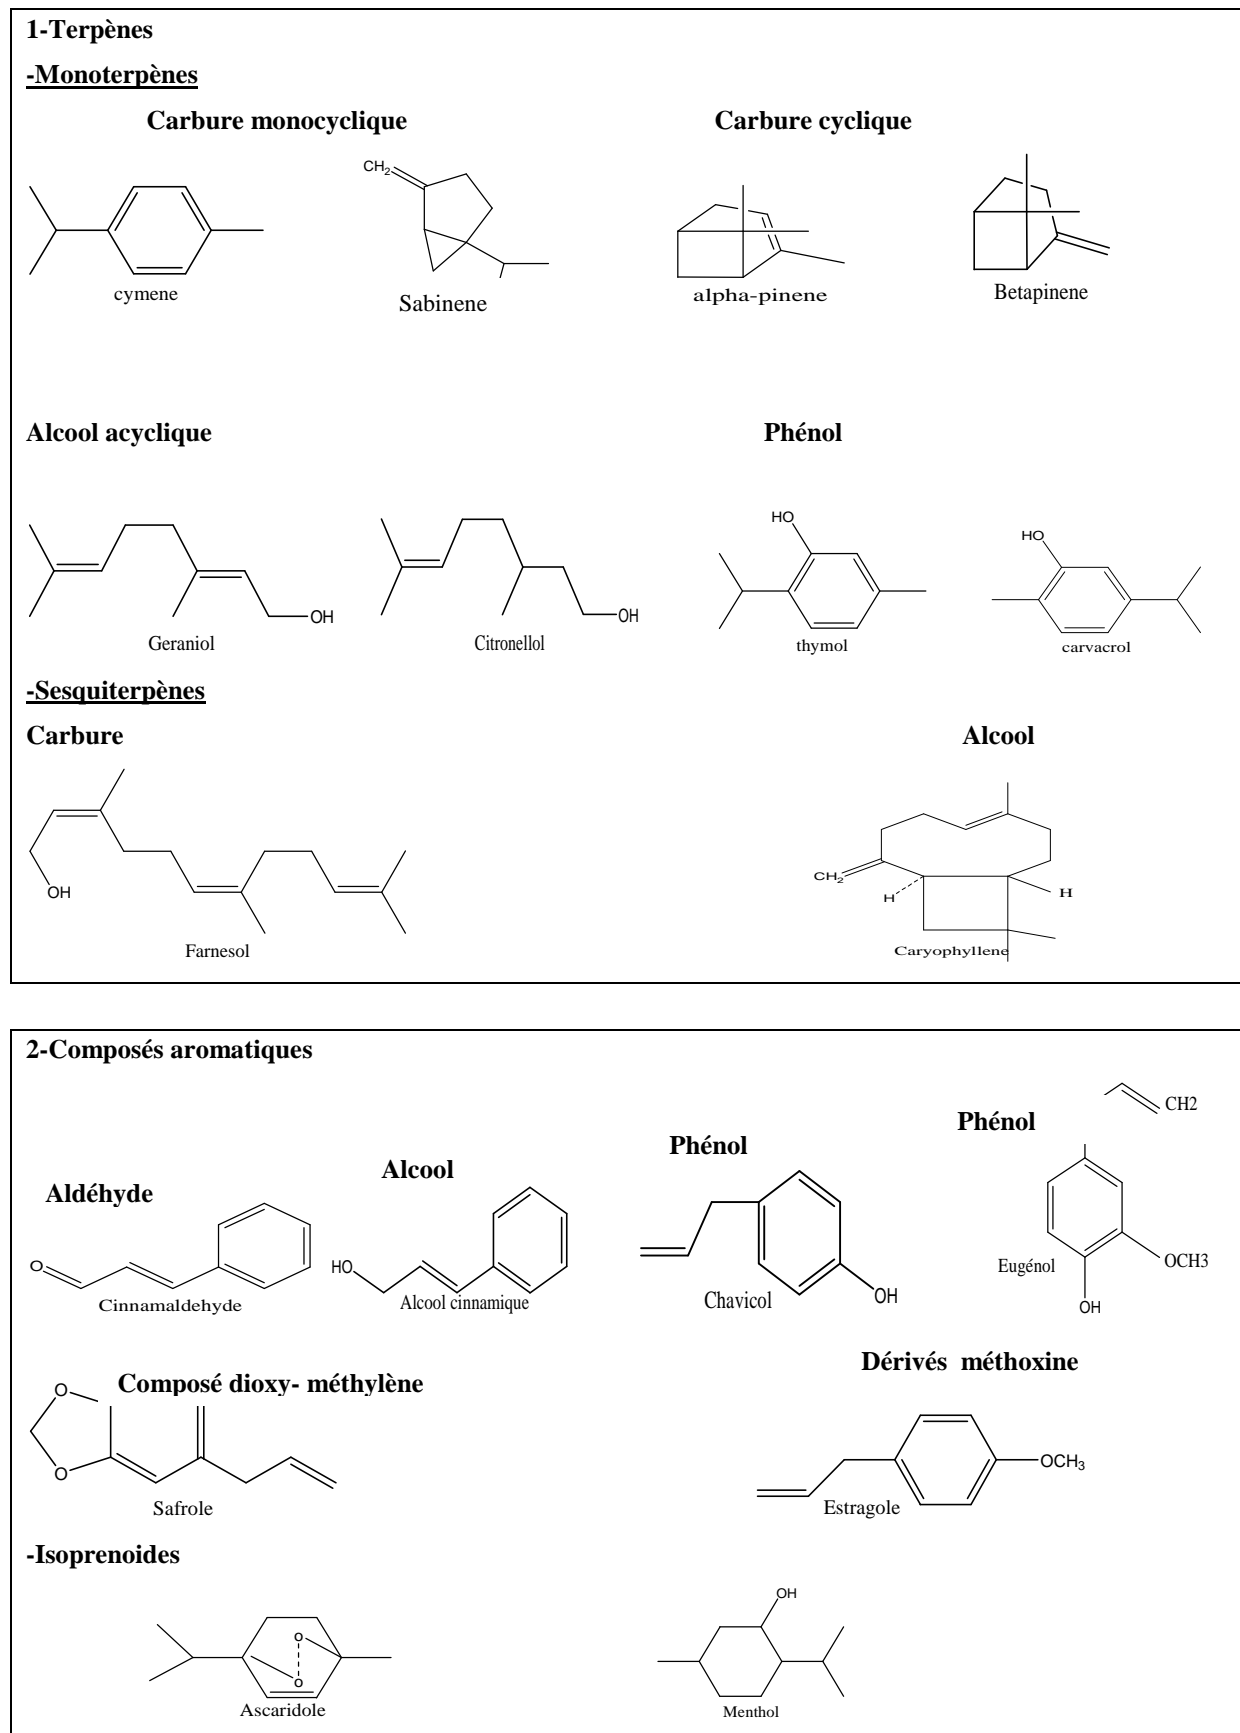 1-Terpènes
-Monoterpènes
Carbure monocyclique Carbure cyclique
CH2
cymene
Sabinene
alpha-pinene
Betapinene
Alcool acyclique Phénol
HO
HO
OH
OH
Geraniol
Citronellol
thymol
carvacrol
-Sesquiterpènes
Carbure Alcool
CH2
OH
H
H
Farnesol
Caryophyllene
2-Composés aromatiques
CH2
Phénol
Phénol
Alcool
Aldéhyde
O
HO
OCH3
Eugénol
OH
OH
Cinnamaldehyde
Alcool cinnamique
Chavicol
Dérivés méthoxine
Composé dioxy- méthylène
O
O
OCH3
Safrole
Estragole
-Isoprenoides
OH
O
O
Ascaridole
Menthol